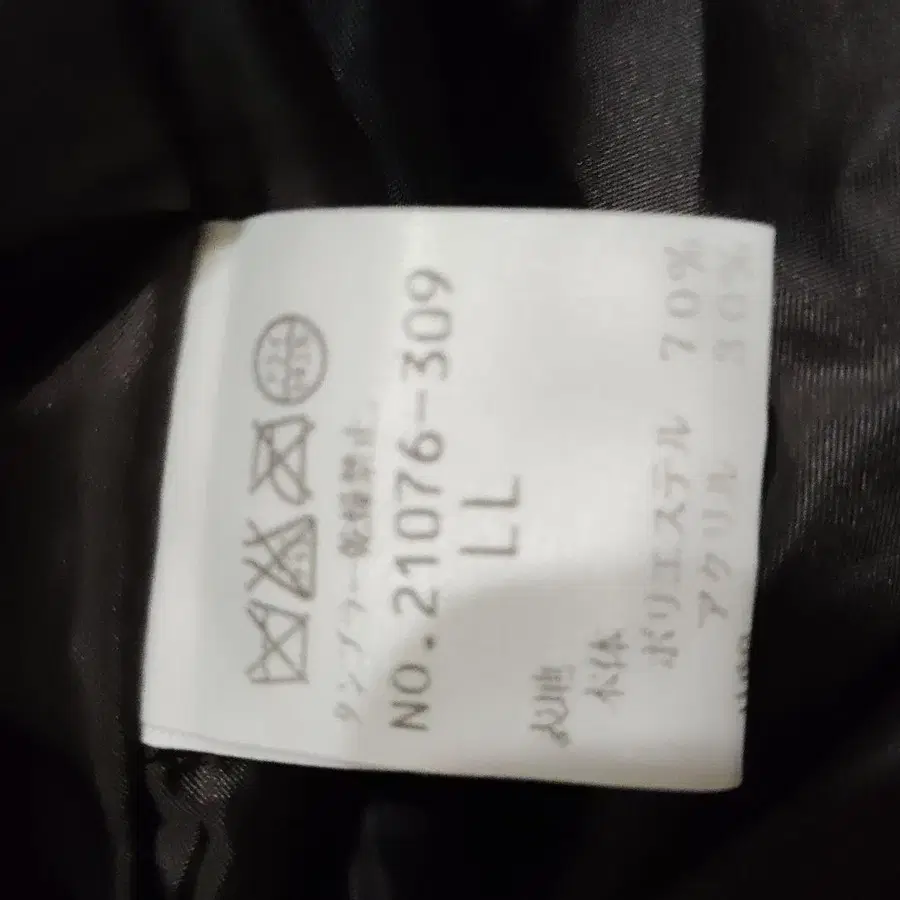 タンブラー乾燥禁止
NO.21076-309
LL
表地
本体
ポリエステル 70%
アクリル 30%